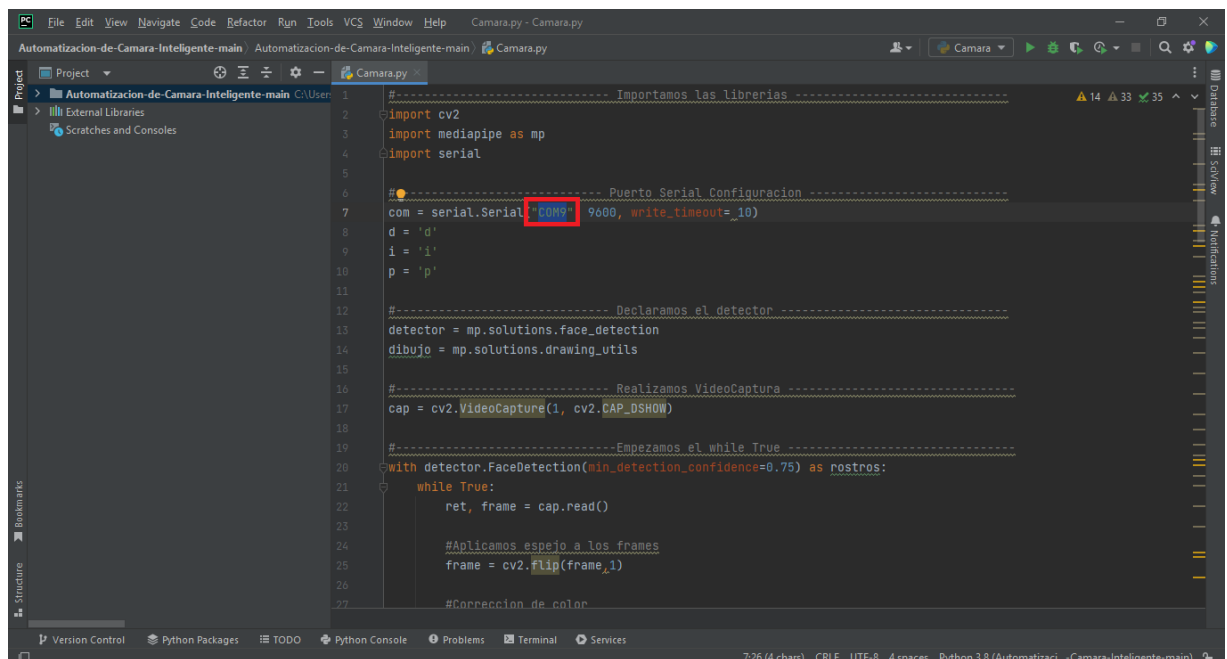 PC File Edit View Navigate Code Refactor Run Tools VCS Window Help Camara.py - Camara.py
Automatizacion-de-Camara-Inteligente-main Automatizacion-de-Camara-Inteligente-main Camara.py Camara
Project
Project
Camara.py
Automatizacion-de-Camara-Inteligente-main C:\User
External Libraries
Scratches and Consoles
14 33 35
1 #------------------------------ Importamos las librerias ------------------------------
2 import cv2
3 import mediapipe as mp
4 import serial
5
6 #---------------------------- Puerto Serial Configuracion ----------------------------
7 com = serial.Serial("COM9" 9600, write_timeout= 10)
8 d = 'd'
9 i = 'i'
10 p = 'p'
11
12 #------------------------------ Declaramos el detector --------------------------------
13 detector = mp.solutions.face_detection
14 dibujo = mp.solutions.drawing_utils
15
16 #------------------------------ Realizamos VideoCaptura --------------------------------
17 cap = cv2.VideoCapture(1, cv2.CAP_DSHOW)
18
19 #-------------------------------Empezamos el while True --------------------------------
20 with detector.FaceDetection(min_detection_confidence=0.75) as rostros:
21 while True:
22 ret, frame = cap.read()
23
24 #Aplicamos espejo a los frames
25 frame = cv2.flip(frame,1)
26
27 #Correccion de color
Database
SciView
Notifications
Bookmarks
Structure
Version Control Python Packages TODO Python Console Problems Terminal Services
7:26 (4 chars) CRLF UTF-8 4 spaces Python 3.8 (Automatizaci...-Camara-Inteligente-main)